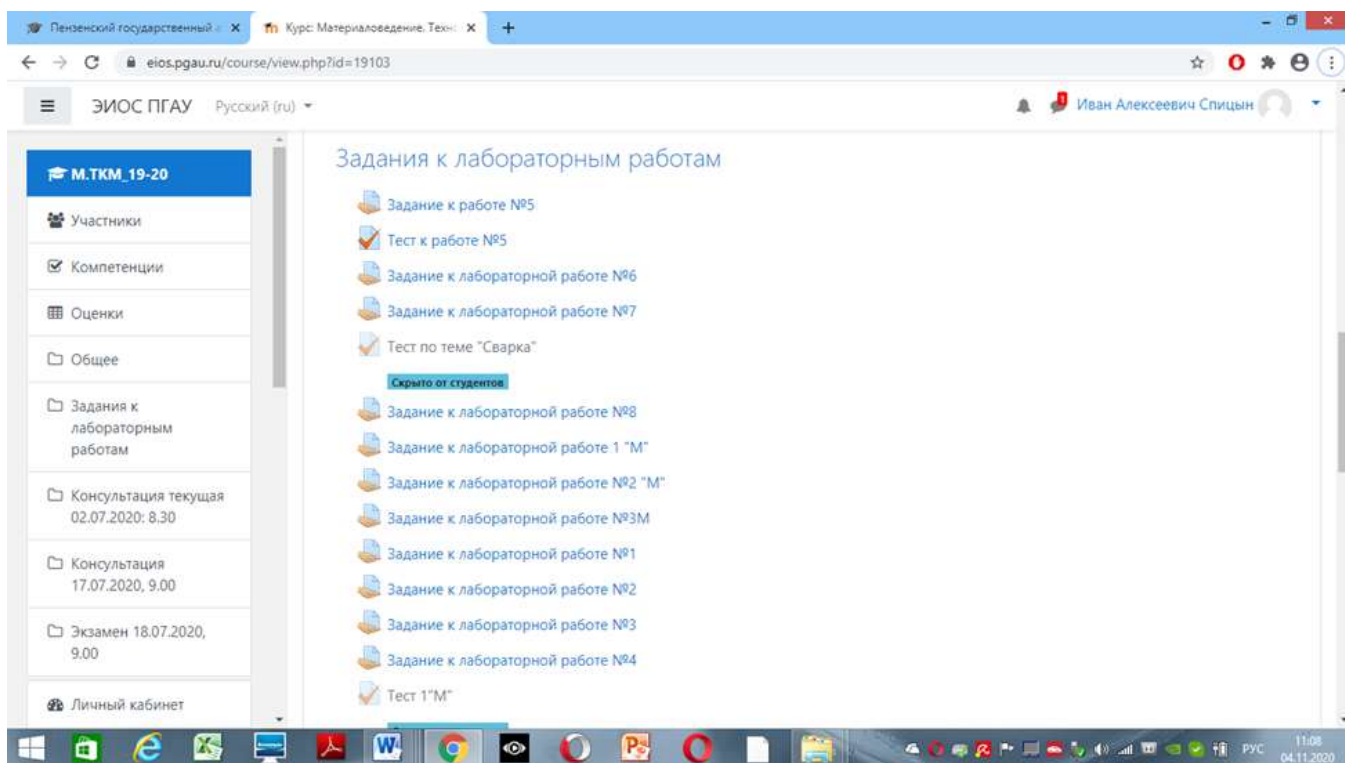 Пензенский государственный а
Курс: Материаловедение. Техн
eios.pgau.ru/course/view.php?id=19103
ЭИОС ПГАУ Русский (ru)
Иван Алексеевич Спицын
М.ТКМ_19-20
Участники
Компетенции
Оценки
Общее
Задания к
лабораторным
работам
Консультация текущая
02.07.2020: 8.30
Консультация
17.07.2020, 9.00
Экзамен 18.07.2020,
9.00
Личный кабинет
Задания к лабораторным работам
Задание к работе №5
Тест к работе №5
Задание к лабораторной работе №6
Задание к лабораторной работе №7
Тест по теме "Сварка"
Скрыто от студентов
Задание к лабораторной работе №8
Задание к лабораторной работе 1 "М"
Задание к лабораторной работе №2 "М"
Задание к лабораторной работе №3М
Задание к лабораторной работе №1
Задание к лабораторной работе №2
Задание к лабораторной работе №3
Задание к лабораторной работе №4
Тест 1"М"
РУС
11:08
04.11.2020